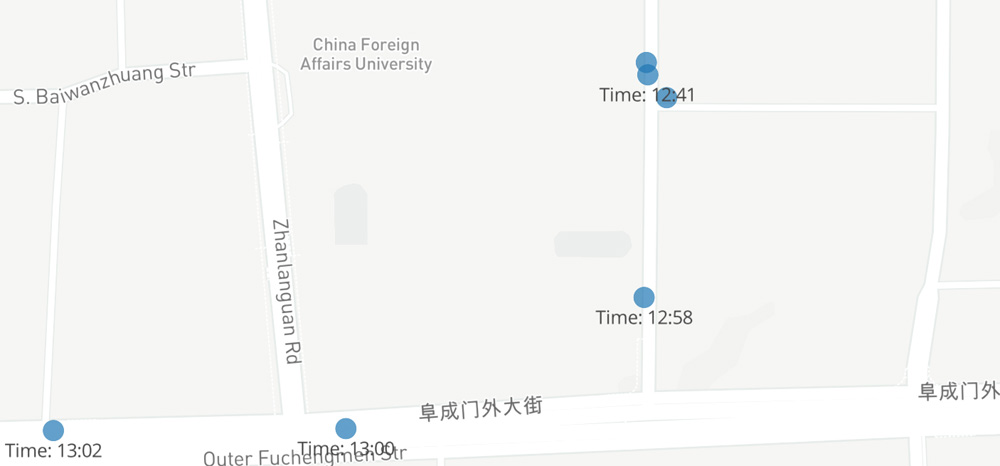 China Foreign
Affairs University
S. Baiwanzhuang Str
Time: 12:41
Zhanlanguan Rd
Time: 12:58
阜成门外大街
阜成门外
Time: 13:02
Time: 13:00
Outer Fuchengmen Str